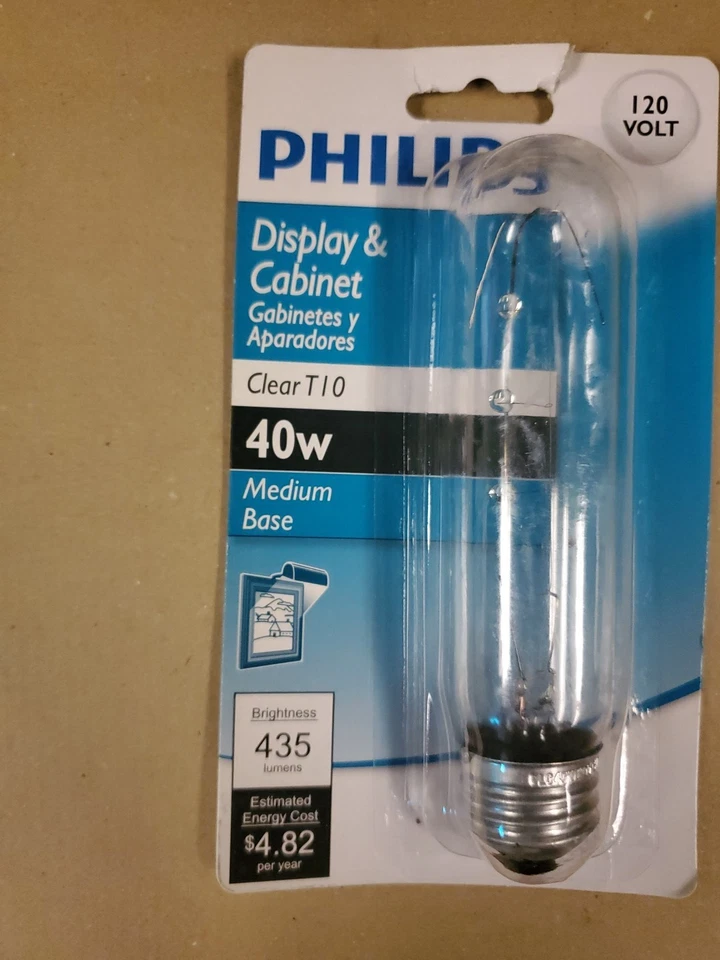 120
VOLT
PHILIPS
Display &
Cabinet
Gabinetes y
Aparadores
Clear T10
40w
Medium
Base
Brightness
435
lumens
Estimated
Energy Cost
$4.82
per year